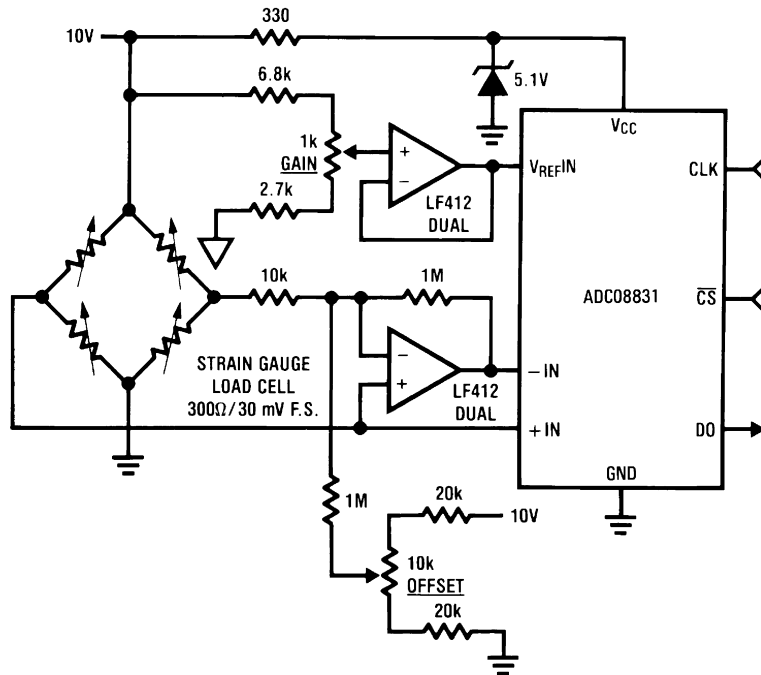 330
10V
6.8k
5.1V
VCC
1k
GAIN
+
−
VREFIN
CLK
2.7k
LF412
DUAL
10k
1M
ADC08831
CS
STRAIN GAUGE
LOAD CELL
300Ω/30 mV F.S.
−
+
LF412
DUAL
−IN
+IN
DO
GND
1M
20k
10V
10k
OFFSET
20k